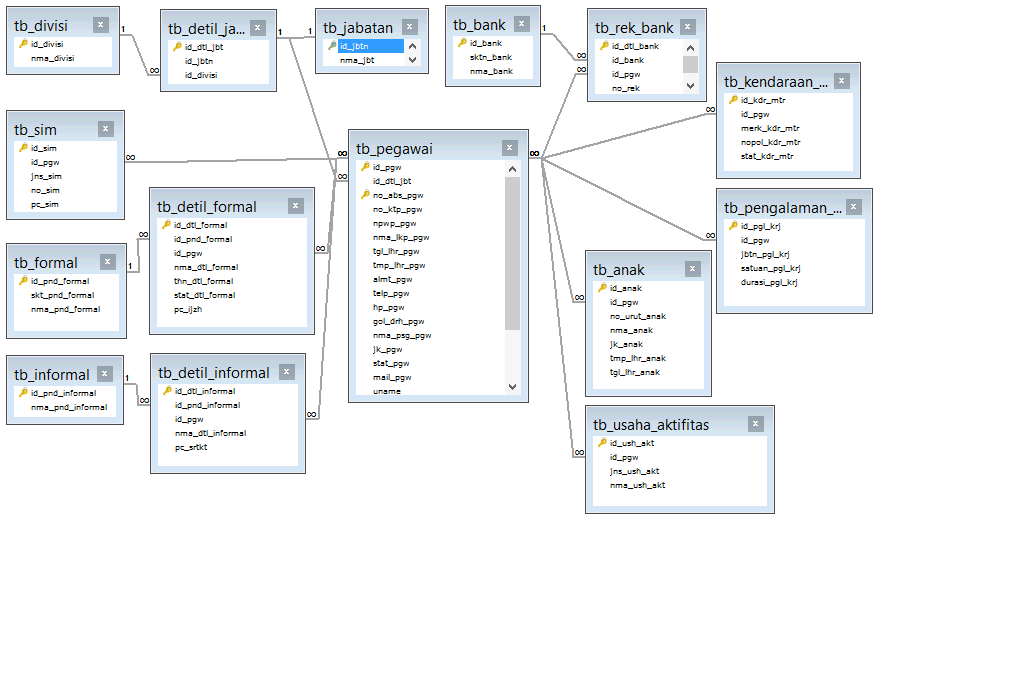 tb_divisi
id_divisi
nma_divisi
tb_detil_ja...
id_dtl_jbt
id_jbtn
id_divisi
tb_jabatan
id_jbtn
nma_jbt
tb_bank
id_bank
sktn_bank
nma_bank
tb_rek_bank
id_dtl_bank
id_bank
id_pgw
no_rek
tb_kendaraan_...
id_kdr_mtr
id_pgw
merk_kdr_mtr
nopol_kdr_mtr
stat_kdr_mtr
tb_sim
id_sim
id_pgw
jns_sim
no_sim
pc_sim
tb_pegawai
id_pgw
id_dtl_jbt
no_abs_pgw
no_ktp_pgw
npwp_pgw
nma_lkp_pgw
tgl_lhr_pgw
tmp_lhr_pgw
almt_pgw
telp_pgw
hp_pgw
gol_drh_pgw
nma_psg_pgw
jk_pgw
stat_pgw
mail_pgw
uname
tb_detil_formal
id_dtl_formal
id_pnd_formal
id_pgw
nma_dtl_formal
thn_dtl_formal
stat_dtl_formal
pc_ijzh
tb_pengalaman_...
id_pgl_krj
id_pgw
jbtn_pgl_krj
satuan_pgl_krj
durasi_pgl_krj
tb_formal
id_pnd_formal
skt_pnd_formal
nma_pnd_formal
tb_anak
id_anak
id_pgw
no_urut_anak
nma_anak
jk_anak
tmp_lhr_anak
tgl_lhr_anak
tb_informal
id_pnd_informal
nma_pnd_informal
tb_detil_informal
id_dtl_informal
id_pnd_informal
id_pgw
nma_dtl_informal
pc_srtkt
tb_usaha_aktifitas
id_ush_akt
id_pgw
jns_ush_akt
nma_ush_akt
1
∞
1
1
1
∞
∞
∞
∞
∞
∞
∞
∞
1
∞
∞
∞
1
∞
∞
∞